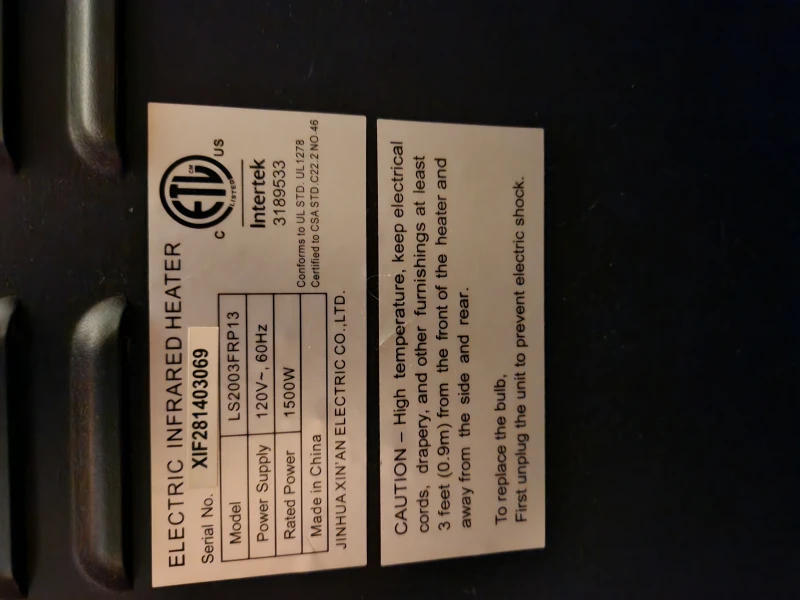 ELECTRIC INFRARED HEATER
Serial No. XIF281403069
Model LS2003FRP13
Power Supply 120V~, 60Hz
Rated Power 1500W
Made in China
JINHUA XIN'AN ELECTRIC CO.,LTD.
C ETL CM LISTED US
Intertek
3189533
Conforms to UL STD. UL1278
Certified to CSA STD C22.2 NO 46
CAUTION – High temperature, keep electrical
cords, drapery, and other furnishings at least
3 feet (0.9m) from the front of the heater and
away from the side and rear.
To replace the bulb,
First unplug the unit to prevent electric shock.